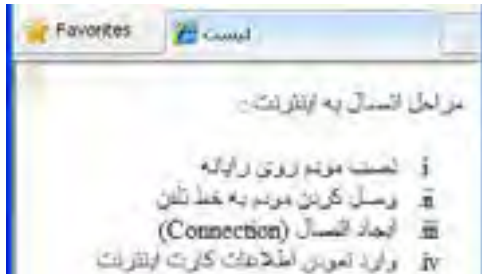 Favorites
لیست
مراحل اتصال به اینترنت :
i. نصب مودم روی رایانه
ii. وصل کردن مودم به خط تلفن
iii. ایجاد اتصال (Connection)
iv. وارد نمودن اطلاعات کارت اینترنت